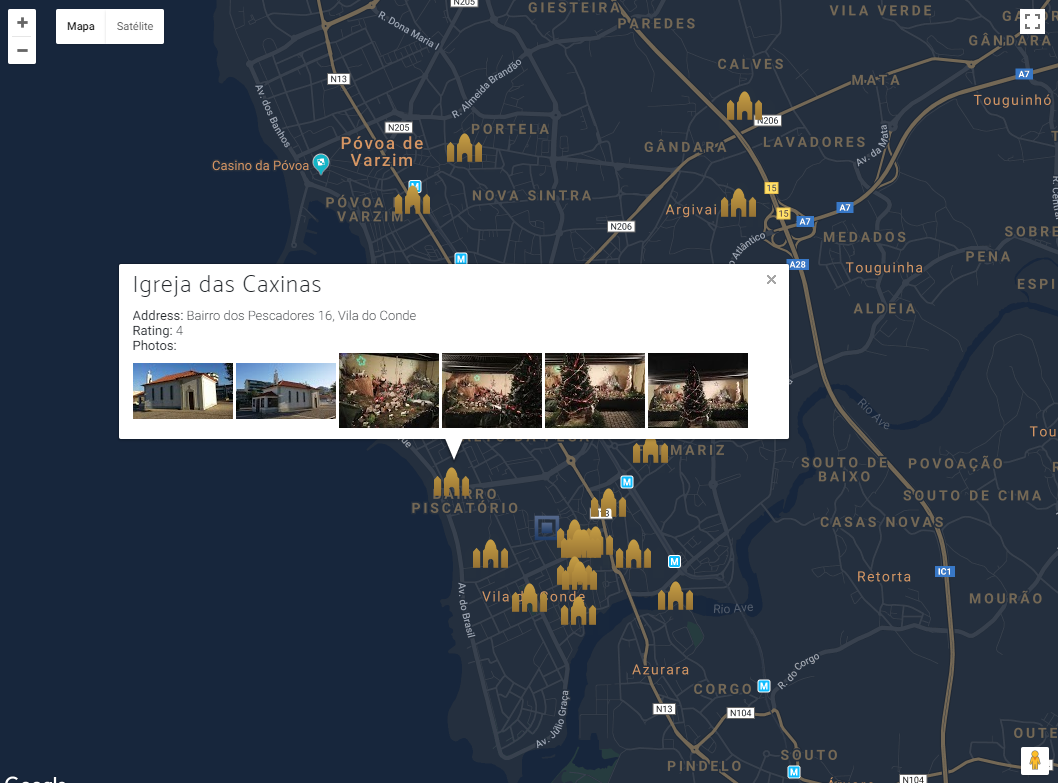 N205
GIESTEIRA
VILA VERDE
Mapa
Satélite
R. Dona Maria I
PAREDES
GÂNDARA
CALVES
A7
MATA
N13
Av. dos Banhos
R. Almeida Brandão
Touguinhó
N206
N205
PORTELA
Póvoa de
Varzim
GÂNDARA
LAVADORES
Av. da Mata
Casino da Póvoa
M
15
PÓVOA
VARZIM
NOVA SINTRA
Argivai
15
A7
A7
N206
MEDADOS
SOBRE
PENA
M
A28
Touguinha
ESPI
ALDEIA
Igreja das Caxinas
Address: Bairro dos Pescadores 16, Vila do Conde
Rating: 4
Photos:
Rio Ave
MARIZ
SOUTO DE
BAIXO
POVOAÇÃO
M
BAIRRO
PISCATÓRIO
SOUTO DE CIMA
CASAS NOVAS
M
Retorta
IC1
Vila do Conde
Av. do Brasil
Rio Ave
MOURÃO
Azurara
R. do Corgo
CORGO
M
N13
N104
Av. Júlio Graça
OUTE
SOUTO
PINDELO
M
N104
Google